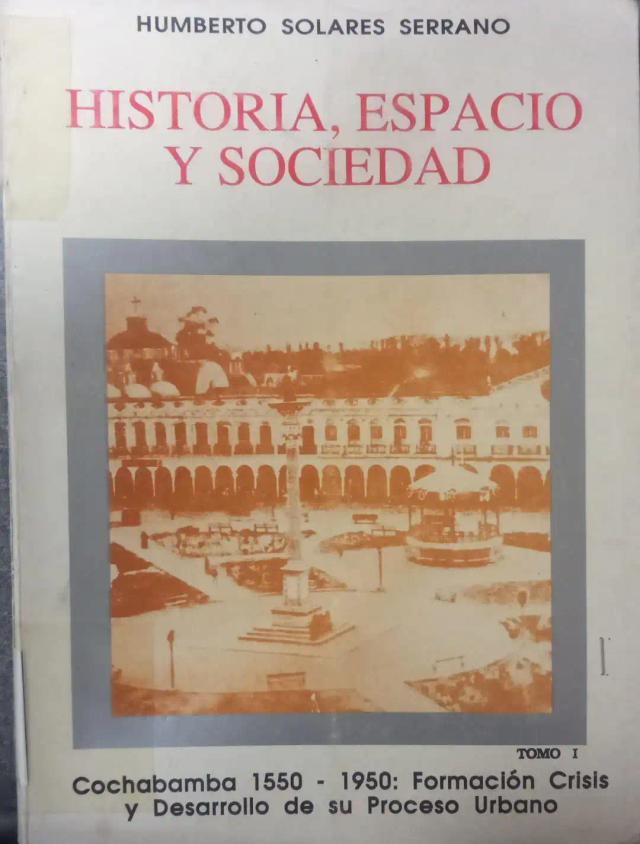 HUMBERTO SOLARES SERRANO
HISTORIA, ESPACIO
Y SOCIEDAD
TOMO I
Cochabamba 1550 - 1950: Formación Crisis
y Desarrollo de su Proceso Urbano